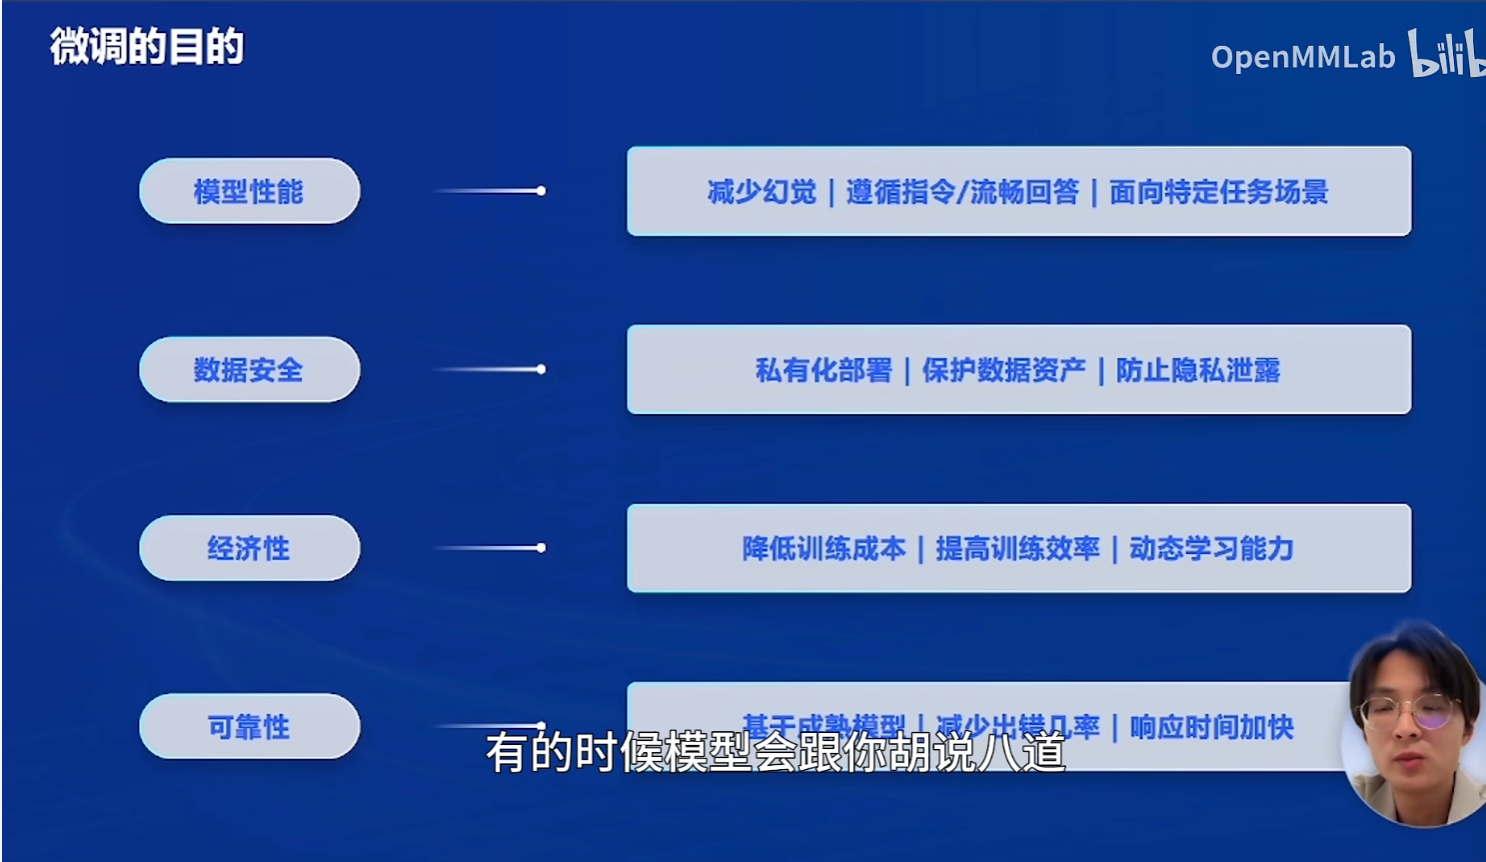 微调的目的
OpenMMLab bilib
模型性能
减少幻觉 | 遵循指令/流畅回答 | 面向特定任务场景
数据安全
私有化部署 | 保护数据资产 | 防止隐私泄露
经济性
降低训练成本 | 提高训练效率 | 动态学习能力
可靠性
基于成熟模型 | 减少出错几率 | 响应时间加快
有的时候模型会跟你胡说八道